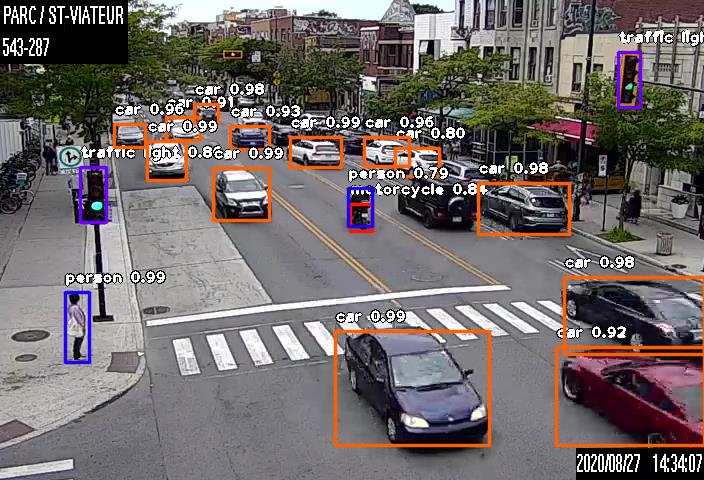 PARC / ST-VIATEUR
543-287
traffic ligh
car 0.98
car 0.96
0.91
car 0.93
car 0.99
car 0.99
car 0.96
car 0.80
traffic light 0.86
car 0.99
person 0.79
car 0.98
motorcycle 0.84
person 0.99
car 0.98
car 0.99
car 0.92
2020/08/27 14:34:07